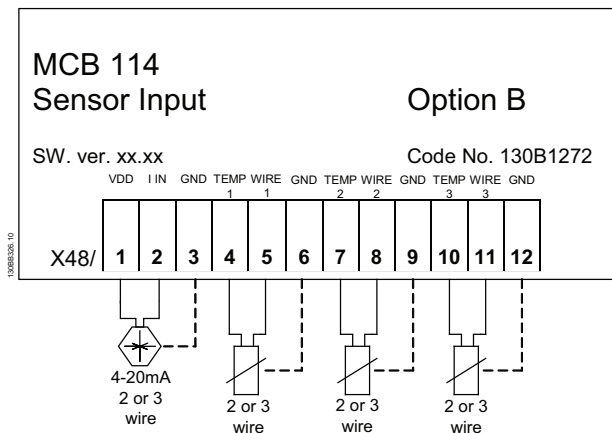 MCB 114
Sensor Input Option B
SW. ver. xx.xx Code No. 130B1272
VDD I IN GND TEMP WIRE GND TEMP WIRE GND TEMP WIRE GND
1 1 2 2 3 3
X48/ 1 2 3 4 5 6 7 8 9 10 11 12
130BB326.10
4-20mA
2 or 3
wire
2 or 3
wire
2 or 3
wire
2 or 3
wire